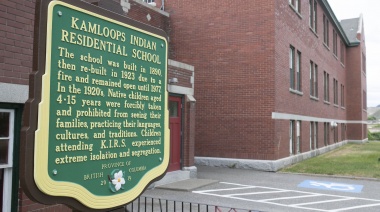 KAMLOOPS INDIAN
RESIDENTIAL SCHOOL
The school was built in 1890
then re-built in 1923 due to a
fire and remained open until 1977.
In the 1920's, Native children aged
4-15 years were forcibly taken
and prohibited from seeing their
families, practicing their languages,
cultures, and traditions. Children
attending K.I.R.S. experienced
extreme isolation and segregation.
PROVINCE OF
BRITISH COLUMBIA